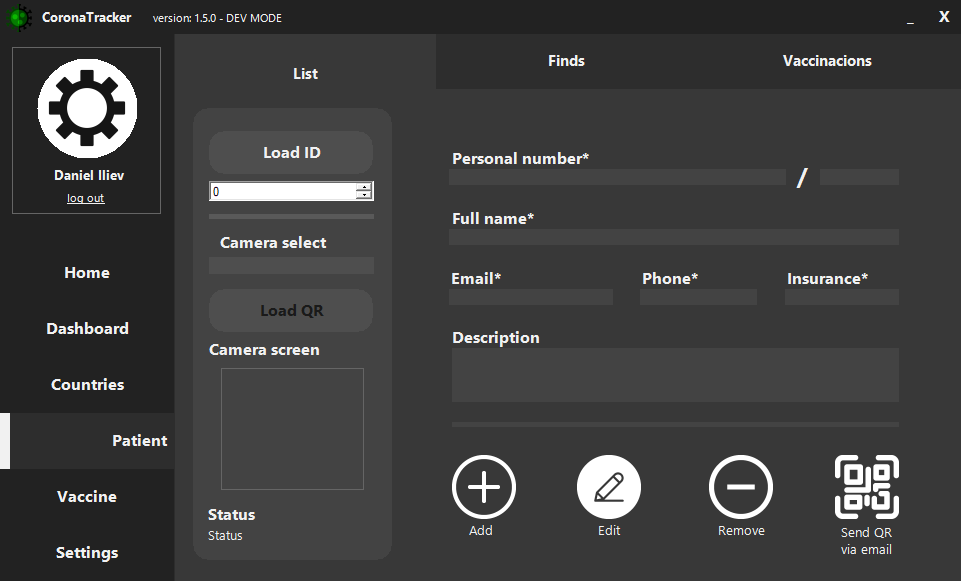 CoronaTracker version: 1.5.0 - DEV MODE
_ X
Daniel Iliev
log out
Home
Dashboard
Countries
Patient
Vaccine
Settings
List
Load ID
0
Camera select
Load QR
Camera screen
Status
Status
Finds
Vaccinacions
Personal number*
/
Full name*
Email*
Phone*
Insurance*
Description
Add
Edit
Remove
Send QR
via email